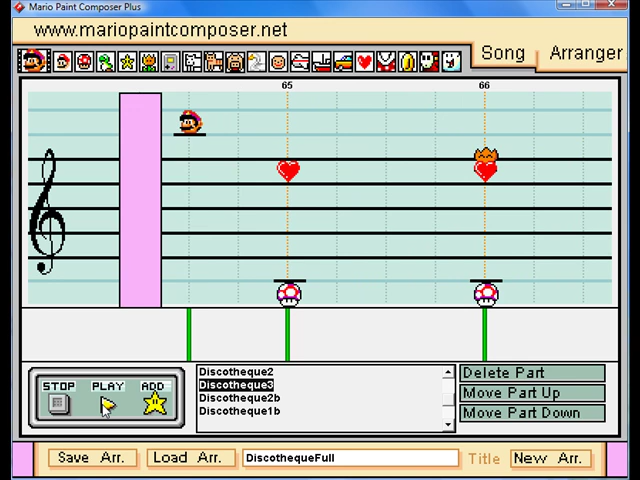 Mario Paint Composer Plus
www.mariopaintcomposer.net
Song
Arranger
65
66
STOP PLAY ADD
Discotheque2
Discotheque3
Discotheque2b
Discotheque1b
Delete Part
Move Part Up
Move Part Down
Save Arr.
Load Arr.
DiscothequeFull
Title
New Arr.